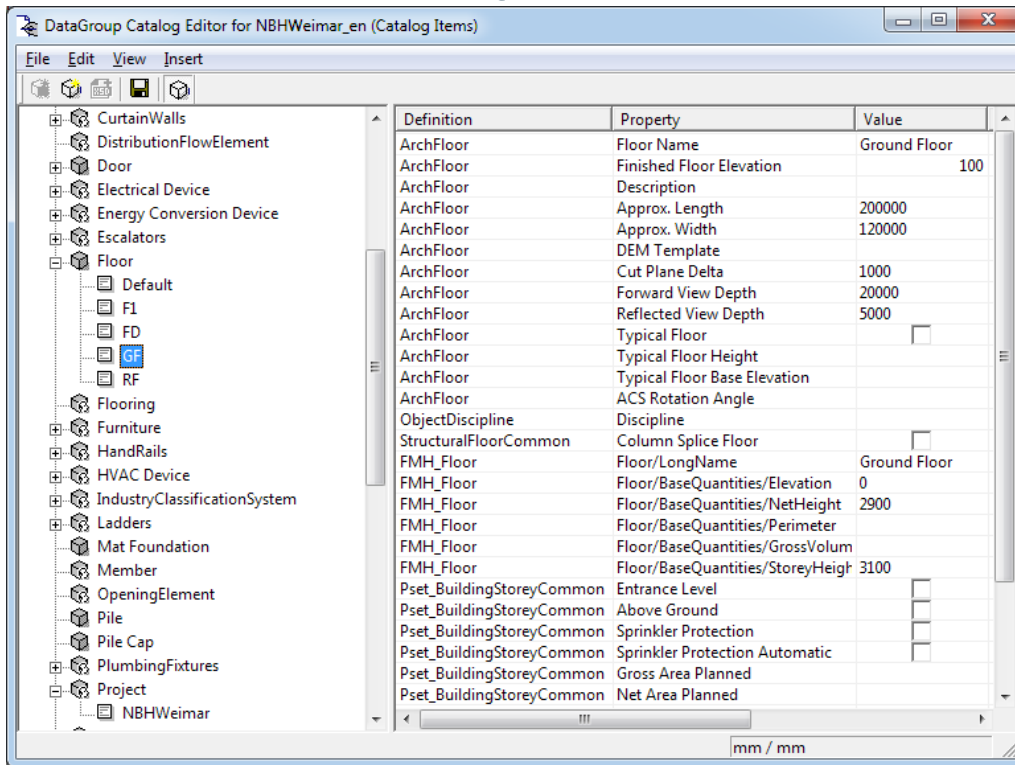 DataGroup Catalog Editor for NBHWeimar_en (Catalog Items)
File Edit View Insert
CurtainWalls
DistributionFlowElement
Door
Electrical Device
Energy Conversion Device
Escalators
Floor
Default
F1
FD
GF
RF
Flooring
Furniture
HandRails
HVAC Device
IndustryClassificationSystem
Ladders
Mat Foundation
Member
OpeningElement
Pile
Pile Cap
PlumbingFixtures
Project
NBHWeimar
Definition Property Value
ArchFloor Floor Name Ground Floor
ArchFloor Finished Floor Elevation 100
ArchFloor Description
ArchFloor Approx. Length 200000
ArchFloor Approx. Width 120000
ArchFloor DEM Template
ArchFloor Cut Plane Delta 1000
ArchFloor Forward View Depth 20000
ArchFloor Reflected View Depth 5000
ArchFloor Typical Floor
ArchFloor Typical Floor Height
ArchFloor Typical Floor Base Elevation
ArchFloor ACS Rotation Angle
ObjectDiscipline Discipline
StructuralFloorCommon Column Splice Floor
FMH_Floor Floor/LongName Ground Floor
FMH_Floor Floor/BaseQuantities/Elevation 0
FMH_Floor Floor/BaseQuantities/NetHeight 2900
FMH_Floor Floor/BaseQuantities/Perimeter
FMH_Floor Floor/BaseQuantities/GrossVolum
FMH_Floor Floor/BaseQuantities/StoreyHeigh 3100
Pset_BuildingStoreyCommon Entrance Level
Pset_BuildingStoreyCommon Above Ground
Pset_BuildingStoreyCommon Sprinkler Protection
Pset_BuildingStoreyCommon Sprinkler Protection Automatic
Pset_BuildingStoreyCommon Gross Area Planned
Pset_BuildingStoreyCommon Net Area Planned
mm / mm